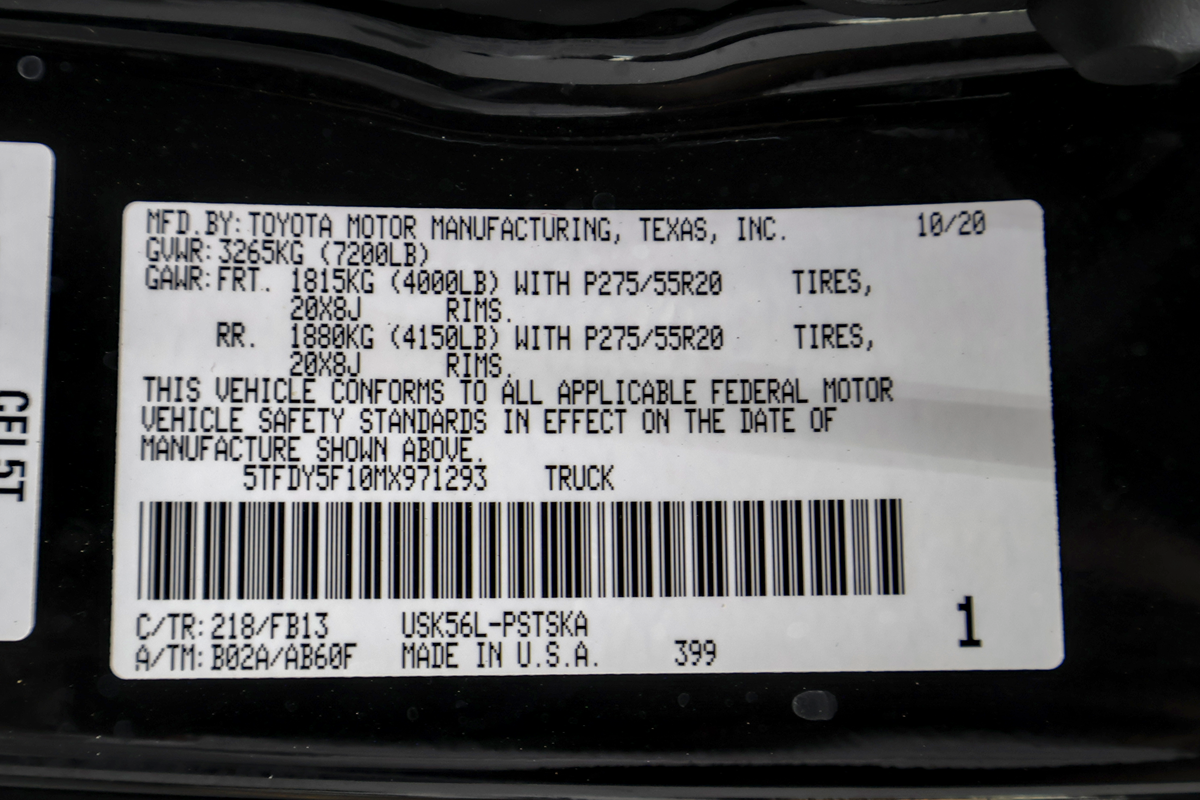 MFD.BY: TOYOTA MOTOR MANUFACTURING, TEXAS, INC. 10/20
GVWR: 3265KG (7200LB)
GAWR: FRT. 1815KG (4000LB) WITH P275/55R20 TIRES,
20X8J RIMS.
RR. 1880KG (4150LB) WITH P275/55R20 TIRES,
20X8J RIMS.
THIS VEHICLE CONFORMS TO ALL APPLICABLE FEDERAL MOTOR
VEHICLE SAFETY STANDARDS IN EFFECT ON THE DATE OF
MANUFACTURE SHOWN ABOVE.
5TFDY5F10MX971293 TRUCK
C/TR: 218/FB13 USK56L-PSTSKA
A/TM: B02A/AB60F MADE IN U.S.A. 399
1